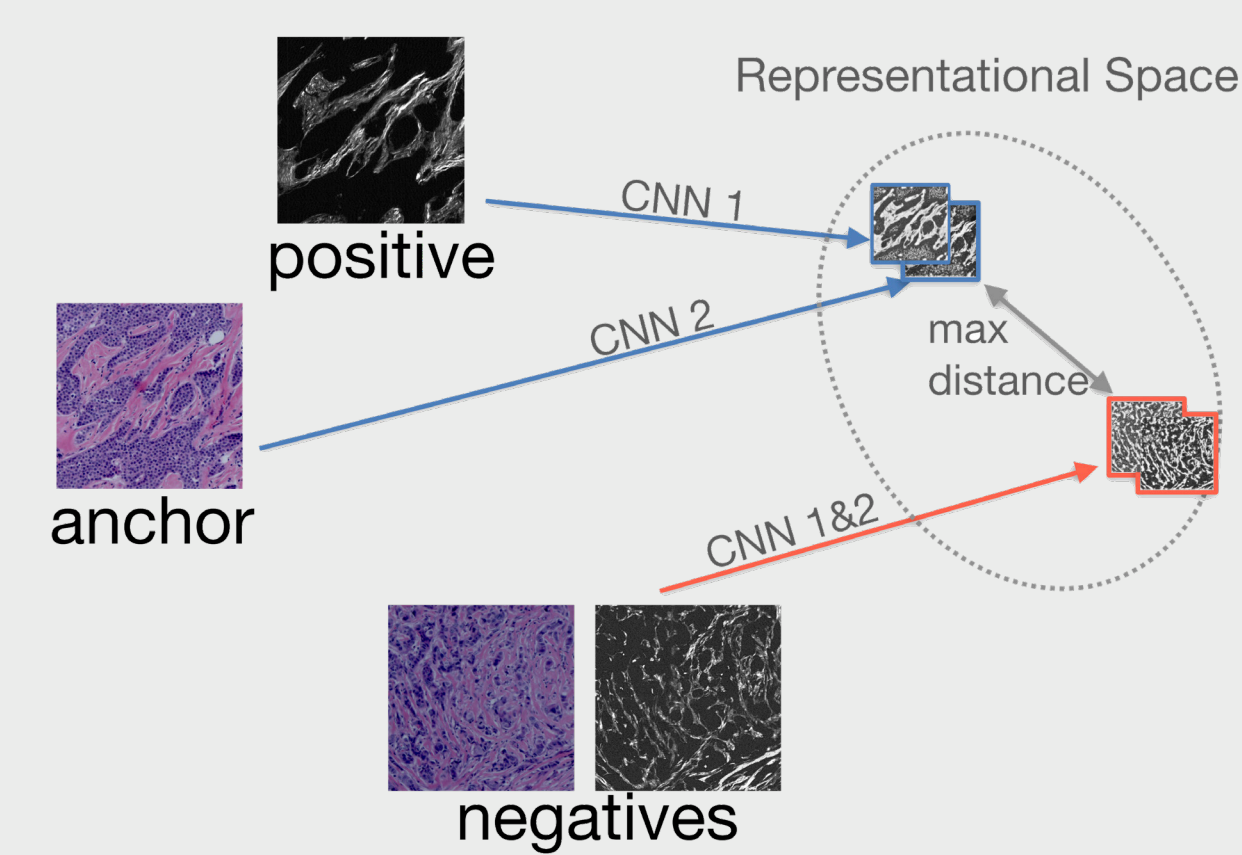 Representational Space
positive
CNN 1
CNN 2
max
distance
anchor
CNN 1&2
negatives